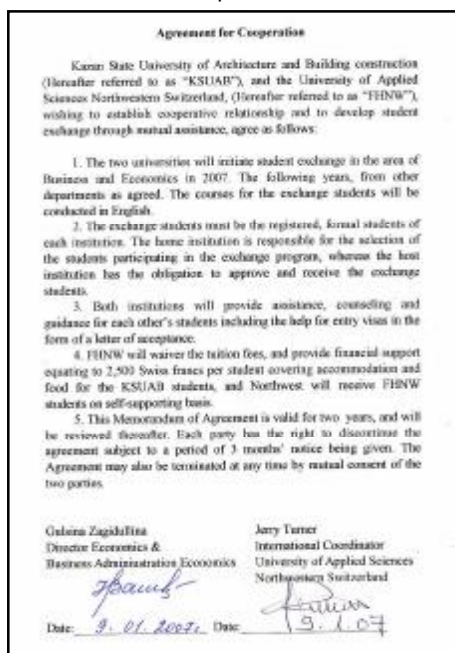 Agreement for Cooperation
Kazan State University of Architecture and Building construction
(Hereafter referred to as "KSUAB"), and the University of Applied
Sciences Northwestern Switzerland, (Hereafter referred to as "FHNW"),
wishing to establish cooperative relationship and to develop student
exchange through mutual assistance, agree as follows:
1. The two universities will initiate student exchange in the area of
Business and Economics in 2007. The following years, from other
departments as agreed. The courses for the exchange students will be
conducted in English.
2. The exchange students must be the registered, formal students of
each institution. The home institution is responsible for the selection of
the students participating in the exchange program, whereas the host
institution has the obligation to approve and receive the exchange
students.
3. Both institutions will provide assistance, counseling and
guidance for each other's students including the help for entry visas in the
form of a letter of acceptance.
4. FHNW will waiver the tuition fees, and provide financial support
equating to 2,500 Swiss francs per student covering accommodation and
food for the KSUAB students, and Northwest will receive FHNW
students on self-supporting basis.
5. This Memorandum of Agreement is valid for two years, and will
be reviewed thereafter. Each party has the right to discontinue the
agreement subject to a period of 3 months' notice being given. The
Agreement may also be terminated at any time by mutual consent of the
two parties.
Gulsina Zagidullina
Director Economics &
Business Administration Economics
Jerry Turner
International Coordinator
University of Applied Sciences
Northwestern Switzerland
Date: 9.01.2007. Date: 9.1.07